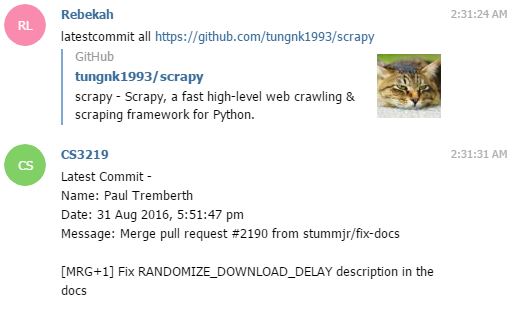 RL
Rebekah
2:31:24 AM
latestcommit all https://github.com/tungnk1993/scrapy
GitHub
tungnk1993/scrapy
scrapy - Scrapy, a fast high-level web crawling &
scraping framework for Python.
CS
CS3219
2:31:31 AM
Latest Commit -
Name: Paul Tremberth
Date: 31 Aug 2016, 5:51:47 pm
Message: Merge pull request #2190 from stummjr/fix-docs
[MRG+1] Fix RANDOMIZE_DOWNLOAD_DELAY description in the
docs